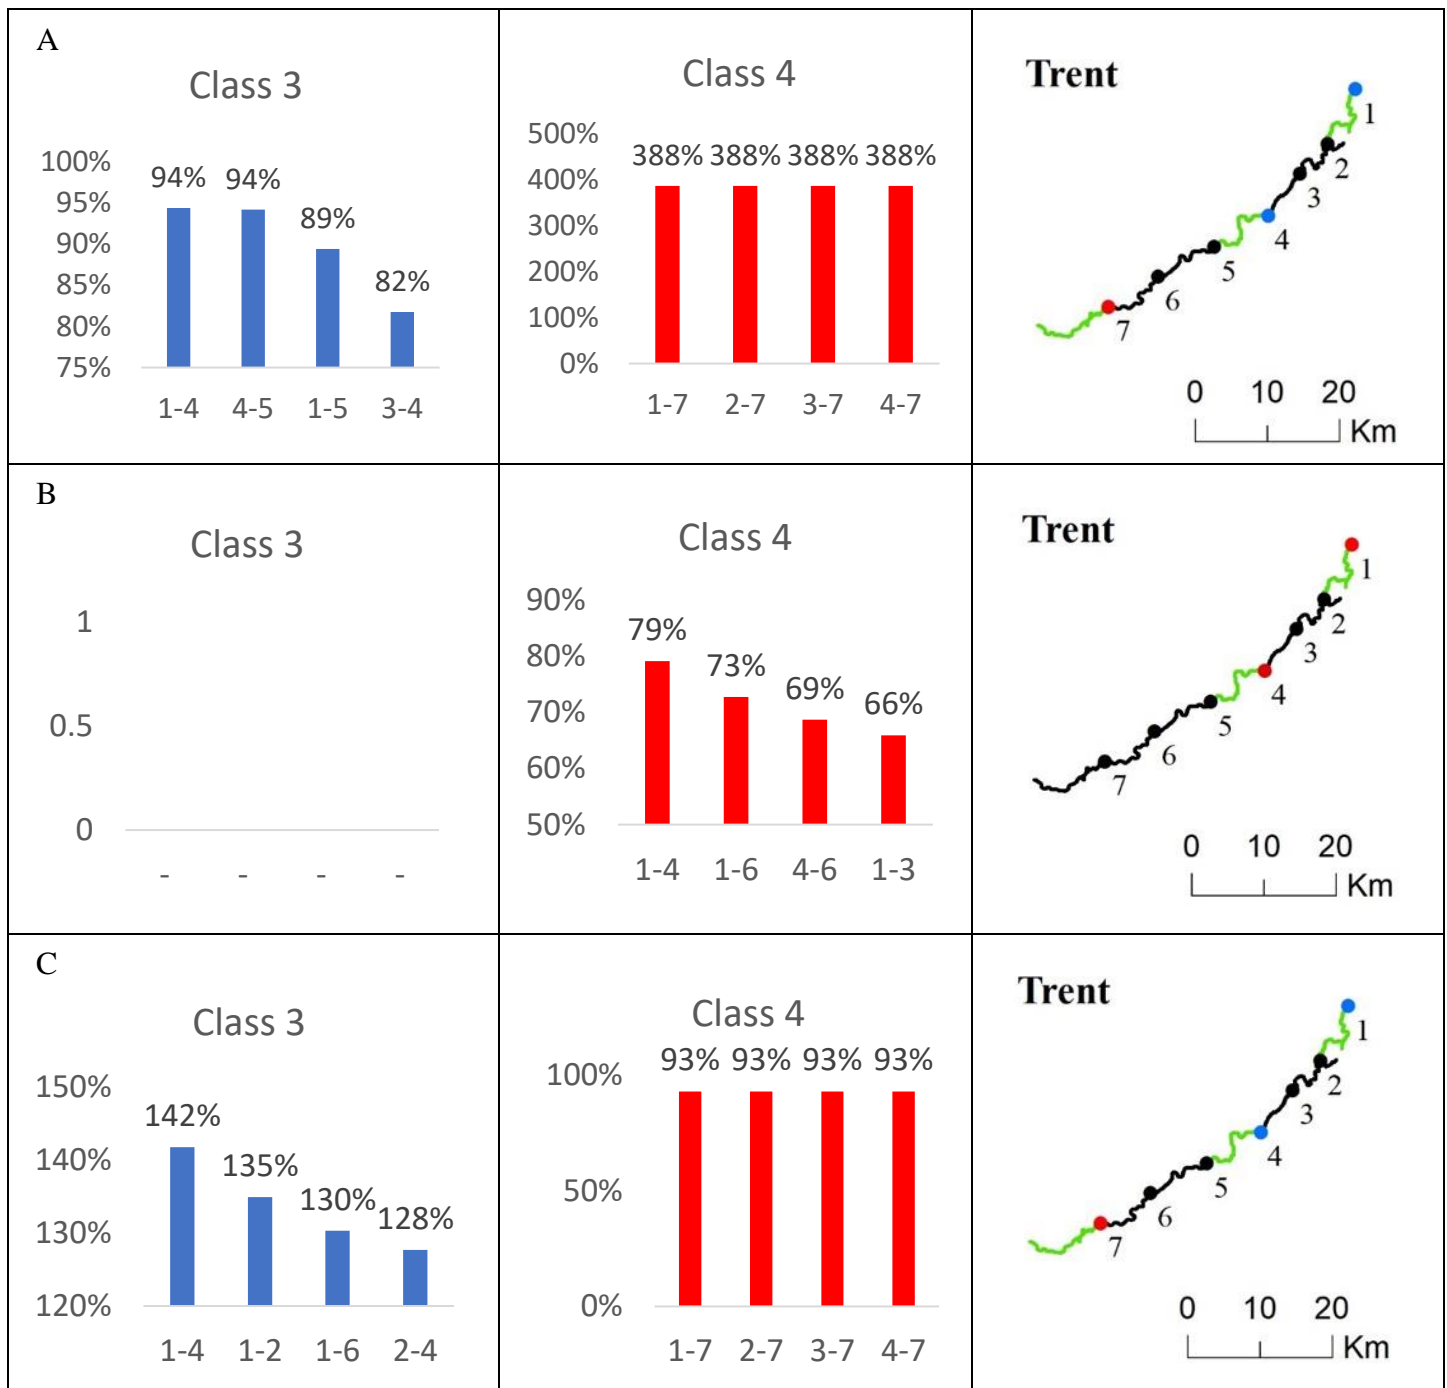 A
Class 3
100%
95%
90%
85%
80%
75%
94% 94% 89% 82%
1-4 4-5 1-5 3-4
Class 4
500%
400%
300%
200%
100%
0%
388% 388% 388% 388%
1-7 2-7 3-7 4-7
Trent
1
2
3
4
5
6
7
0 10 20
Km
B
Class 3
1
0.5
0
- - - -
Class 4
90%
80%
70%
60%
50%
79% 73% 69% 66%
1-4 1-6 4-6 1-3
Trent
1
2
3
4
5
6
7
0 10 20
Km
C
Class 3
150%
140%
130%
120%
142% 135% 130% 128%
1-4 1-2 1-6 2-4
Class 4
100%
50%
0%
93% 93% 93% 93%
1-7 2-7 3-7 4-7
Trent
1
2
3
4
5
6
7
0 10 20
Km